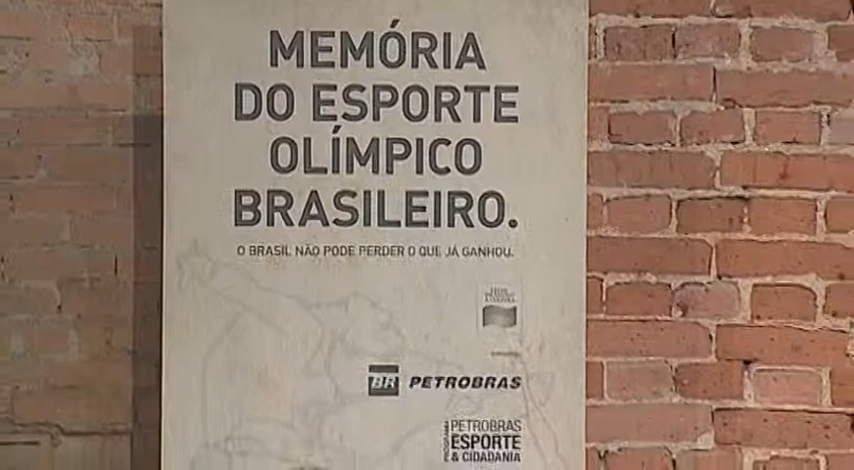 MEMÓRIA
DO ESPORTE
OLÍMPICO
BRASILEIRO.
O BRASIL NÃO PODE PERDER O QUE JÁ GANHOU.
BR PETROBRAS
PROGRAMA
PETROBRAS
ESPORTE
& CIDADANIA